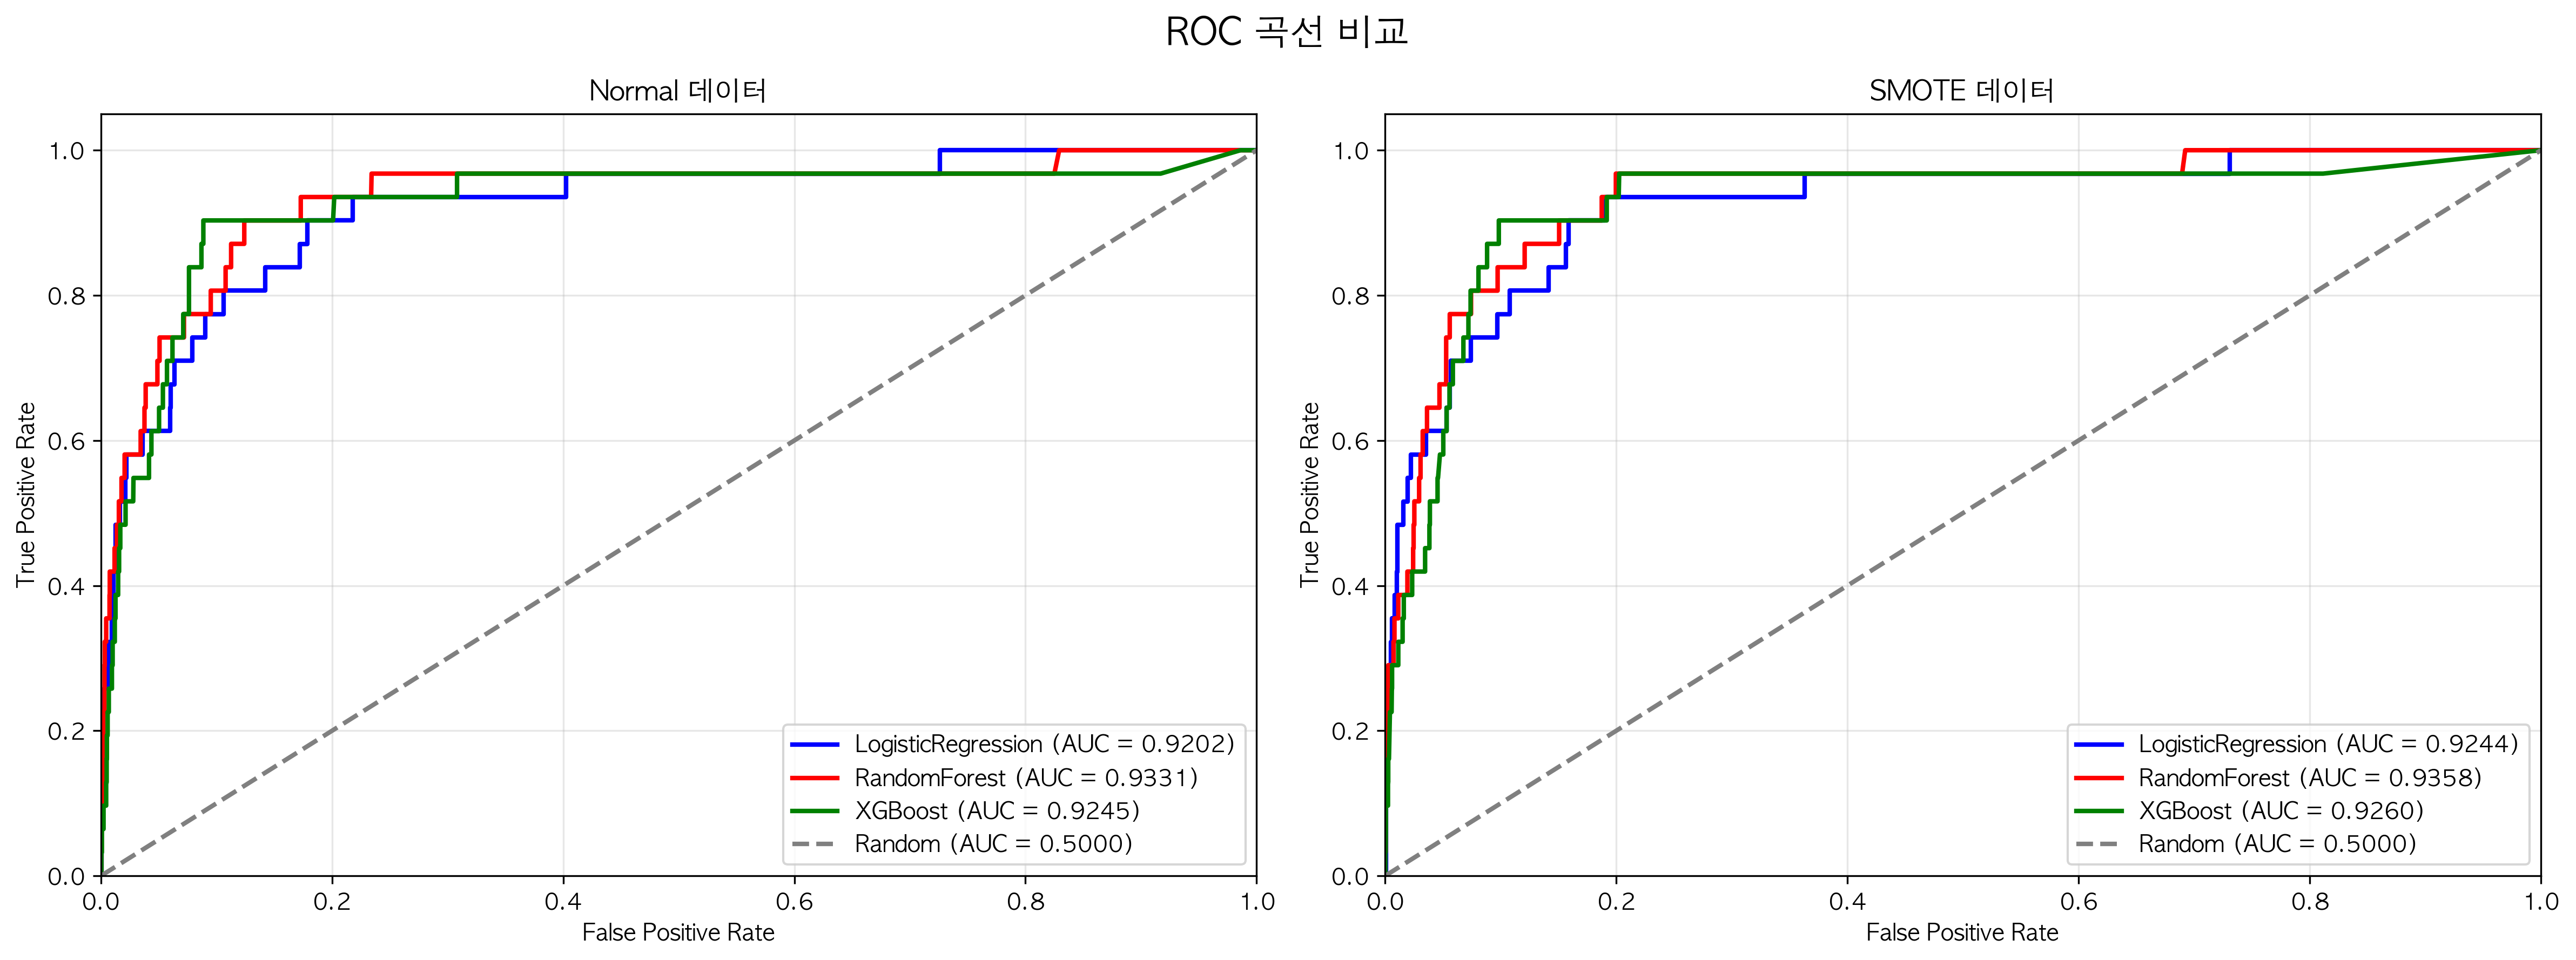 ROC 곡선 비교
Normal 데이터
True Positive Rate
1.0
0.8
0.6
0.4
0.2
0.0
0.0 0.2 0.4 0.6 0.8 1.0
False Positive Rate
LogisticRegression (AUC = 0.9202)
RandomForest (AUC = 0.9331)
XGBoost (AUC = 0.9245)
Random (AUC = 0.5000)
SMOTE 데이터
True Positive Rate
1.0
0.8
0.6
0.4
0.2
0.0
0.0 0.2 0.4 0.6 0.8 1.0
False Positive Rate
LogisticRegression (AUC = 0.9244)
RandomForest (AUC = 0.9358)
XGBoost (AUC = 0.9260)
Random (AUC = 0.5000)